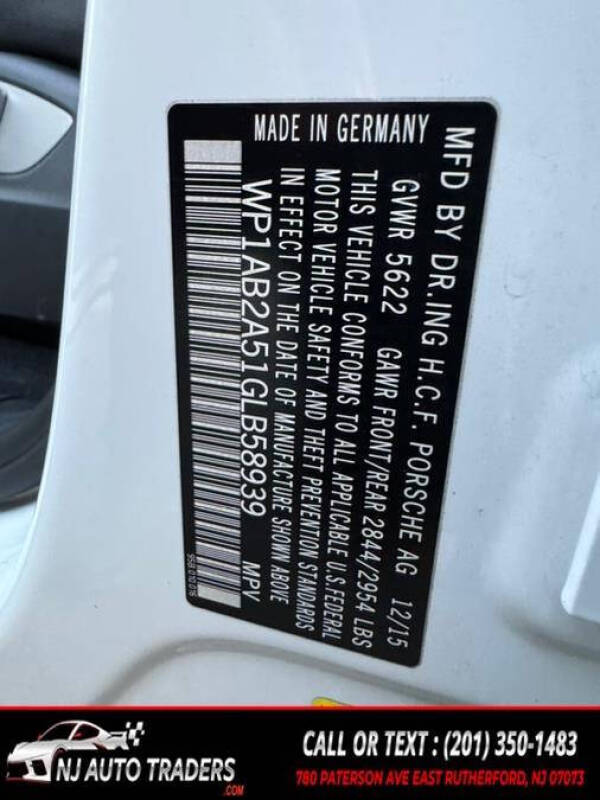 MFD BY DR.ING H.C.F. PORSCHE AG 12/15
GVWR 5622 GAWR FRONT/REAR 2844/2954 LBS
THIS VEHICLE CONFORMS TO ALL APPLICABLE U.S.FEDERAL
MOTOR VEHICLE SAFETY AND THEFT PREVENTION STANDARDS
IN EFFECT ON THE DATE OF MANUFACTURE SHOWN ABOVE
WP1AB2A51GLB58939 MPV
MADE IN GERMANY
95B 010 016
NJ AUTO TRADERS
.COM
CALL OR TEXT : (201) 350-1483
780 PATERSON AVE EAST RUTHERFORD, NJ 07073